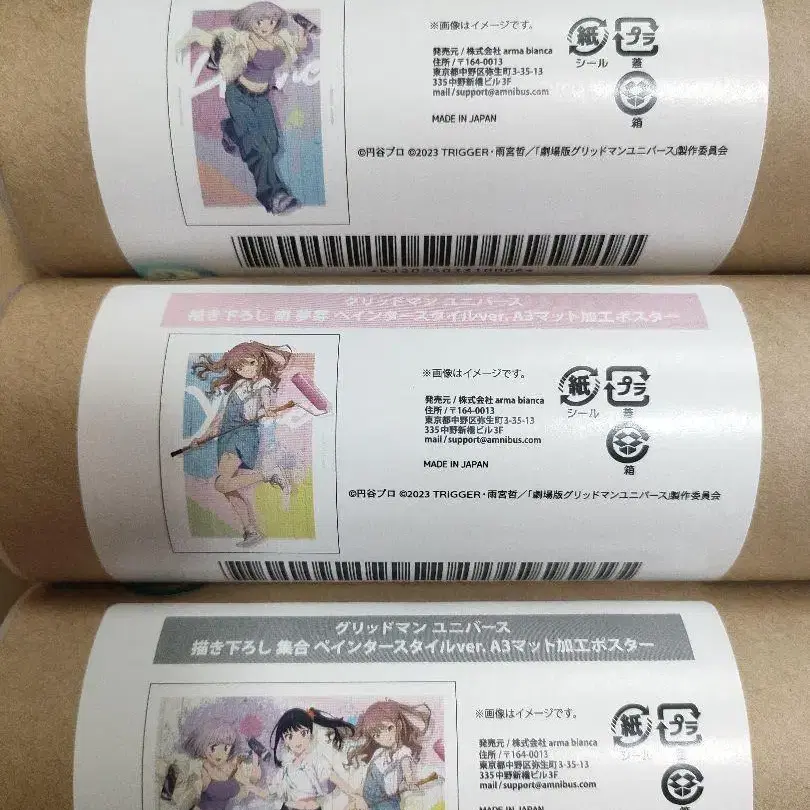 ※画像はイメージです。
発売元 / 株式会社 arma bianca
住所 / 〒164-0013
東京都中野区弥生町3-35-13
335中野新橋ビル3F
mail / support@amnibus.com
MADE IN JAPAN
紙
シール
プラ
蓋
箱
©円谷プロ ©2023 TRIGGER・雨宮哲／「劇場版グリッドマンユニバース」製作委員会
グリッドマン ユニバース
描き下ろし 南 夢芽 ペインタースタイルver. A3マット加工ポスター
※画像はイメージです。
発売元 / 株式会社 arma bianca
住所 / 〒164-0013
東京都中野区弥生町3-35-13
335中野新橋ビル3F
mail / support@amnibus.com
MADE IN JAPAN
紙
シール
プラ
蓋
箱
©円谷プロ ©2023 TRIGGER・雨宮哲／「劇場版グリッドマンユニバース」製作委員会
グリッドマン ユニバース
描き下ろし 集合 ペインタースタイルver. A3マット加工ポスター
※画像はイメージです。
発売元 / 株式会社 arma bianca
住所 / 〒164-0013
東京都中野区弥生町3-35-13
335中野新橋ビル3F
mail / support@amnibus.com
紙
シール
プラ
蓋